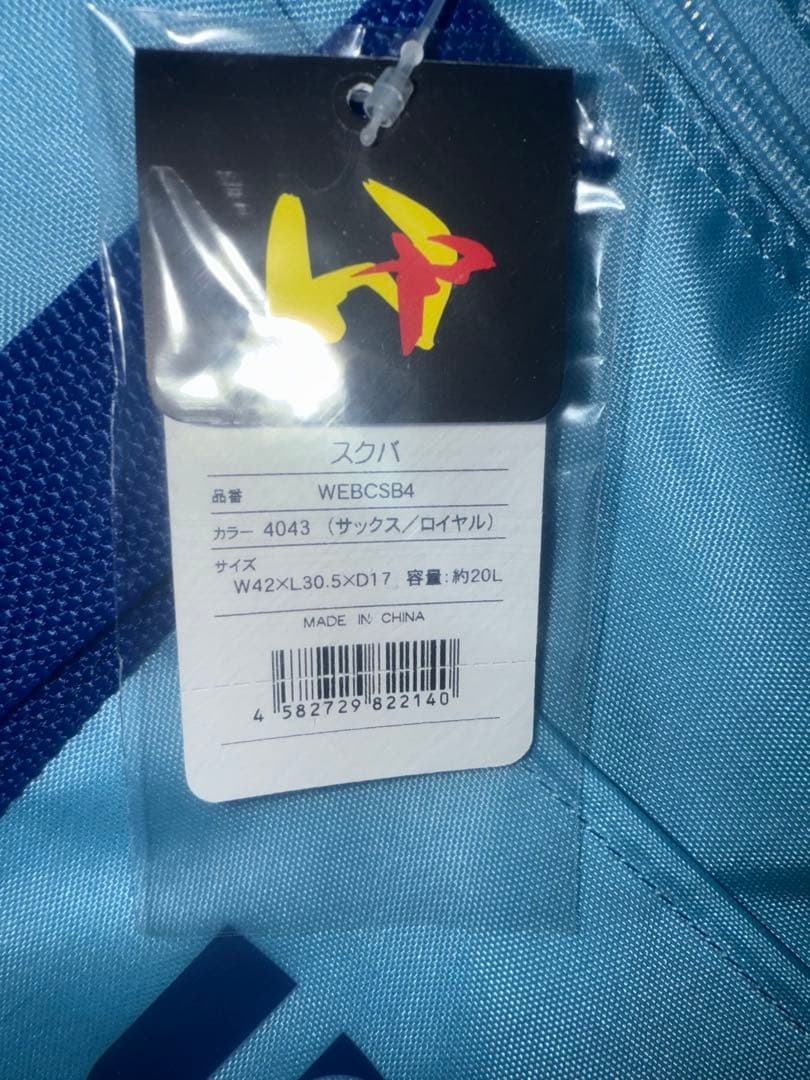 スクバ
品番 WEBCSB4
カラー 4043 （サックス／ロイヤル）
サイズ
W42×L30.5×D17 容量:約20L
MADE IN CHINA
4 582729 822140